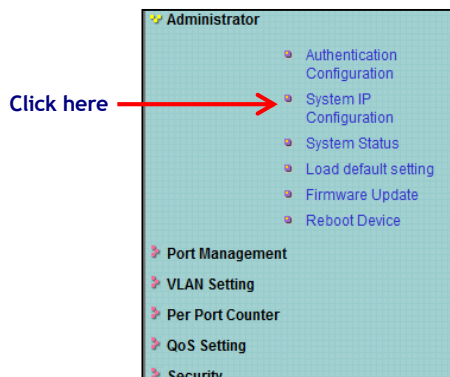 Administrator
Authentication
Configuration
Click here
System IP
Configuration
System Status
Load default setting
Firmware Update
Reboot Device
Port Management
VLAN Setting
Per Port Counter
QoS Setting
Security